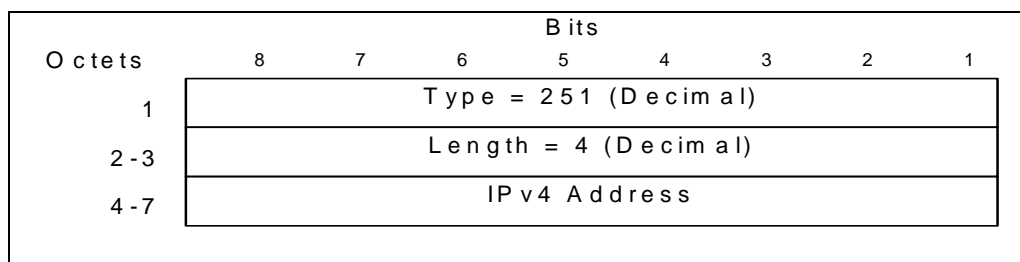 Bits
Octets 8 7 6 5 4 3 2 1
1 Type = 251 (Decimal)
2-3 Length = 4 (Decimal)
4-7 IPv4 Address